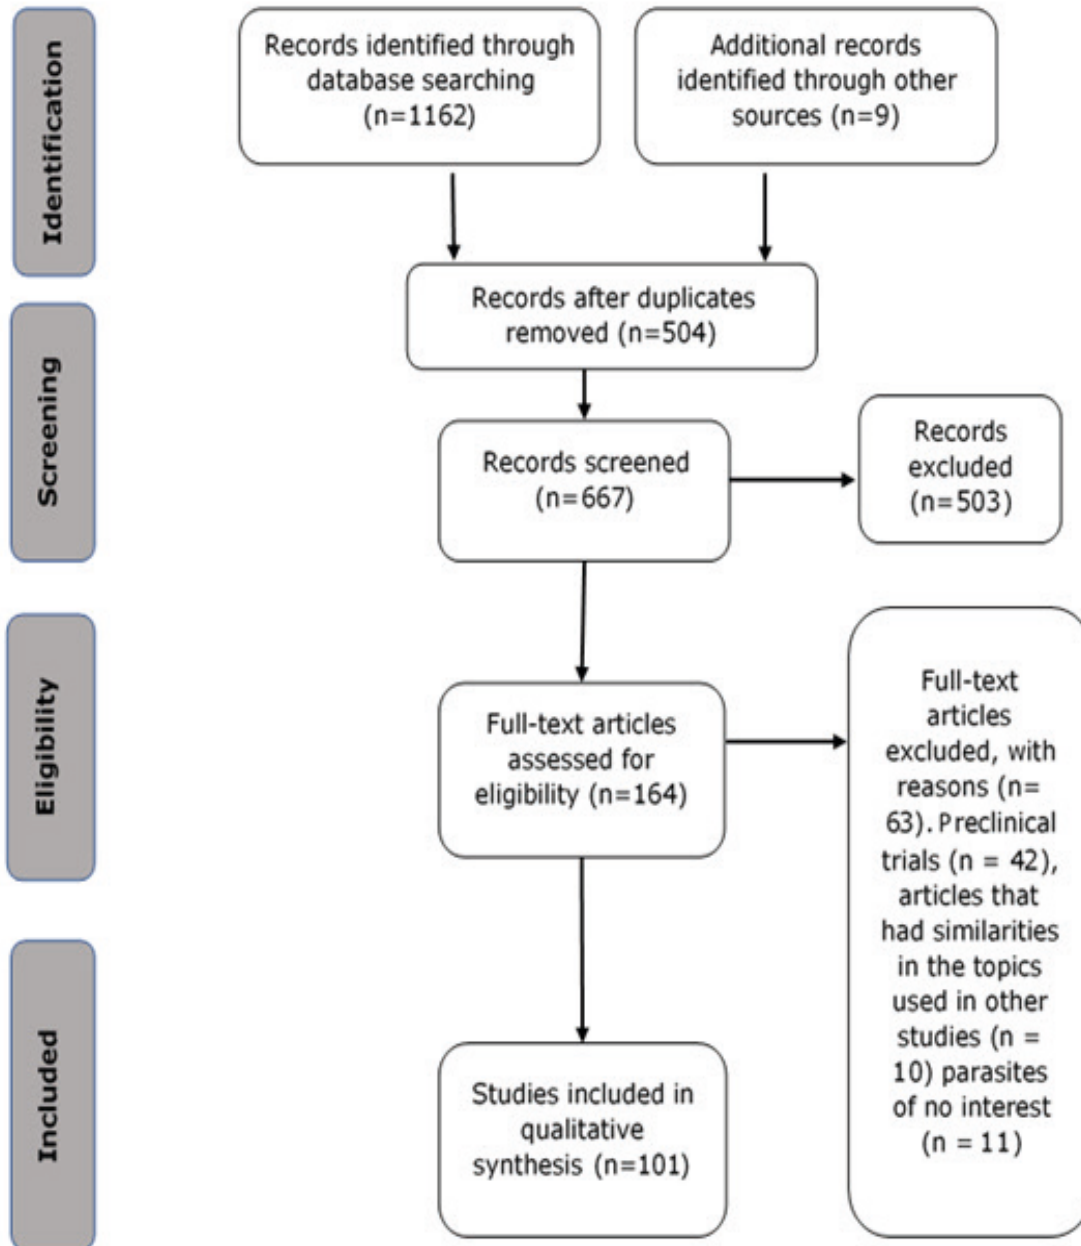 Identification
Records identified through
database searching
(n=1162)
Additional records
identified through other
sources (n=9)
Records after duplicates
removed (n=504)
Screening
Records screened
(n=667)
Records
excluded
(n=503)
Eligibility
Full-text articles
assessed for
eligibility (n=164)
Full-text
articles
excluded, with
reasons (n=
63). Preclinical
trials (n = 42),
articles that
had similarities
in the topics
used in other
studies (n =
10) parasites
of no interest
(n = 11)
Included
Studies included in
qualitative
synthesis (n=101)